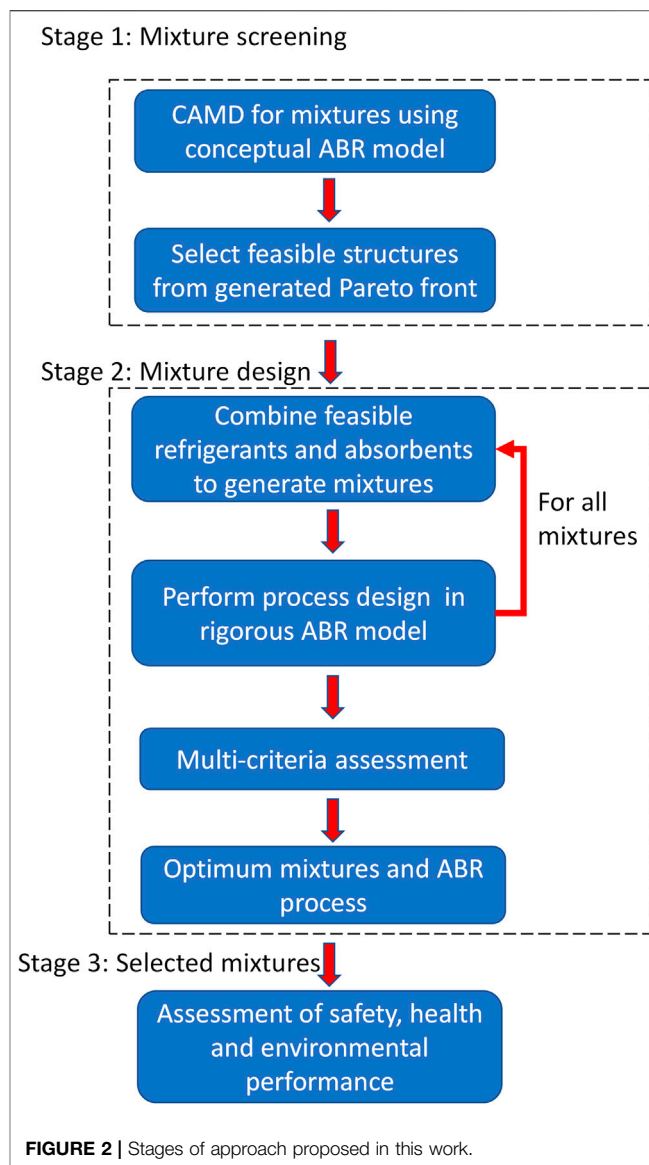 Stage 1: Mixture screening
CAMD for mixtures using
conceptual ABR model
Select feasible structures
from generated Pareto front
Stage 2: Mixture design
Combine feasible
refrigerants and absorbents
to generate mixtures
For all
mixtures
Perform process design in
rigorous ABR model
Multi-criteria assessment
Optimum mixtures and ABR
process
Stage 3: Selected mixtures
Assessment of safety, health
and environmental
performance
FIGURE 2 | Stages of approach proposed in this work.